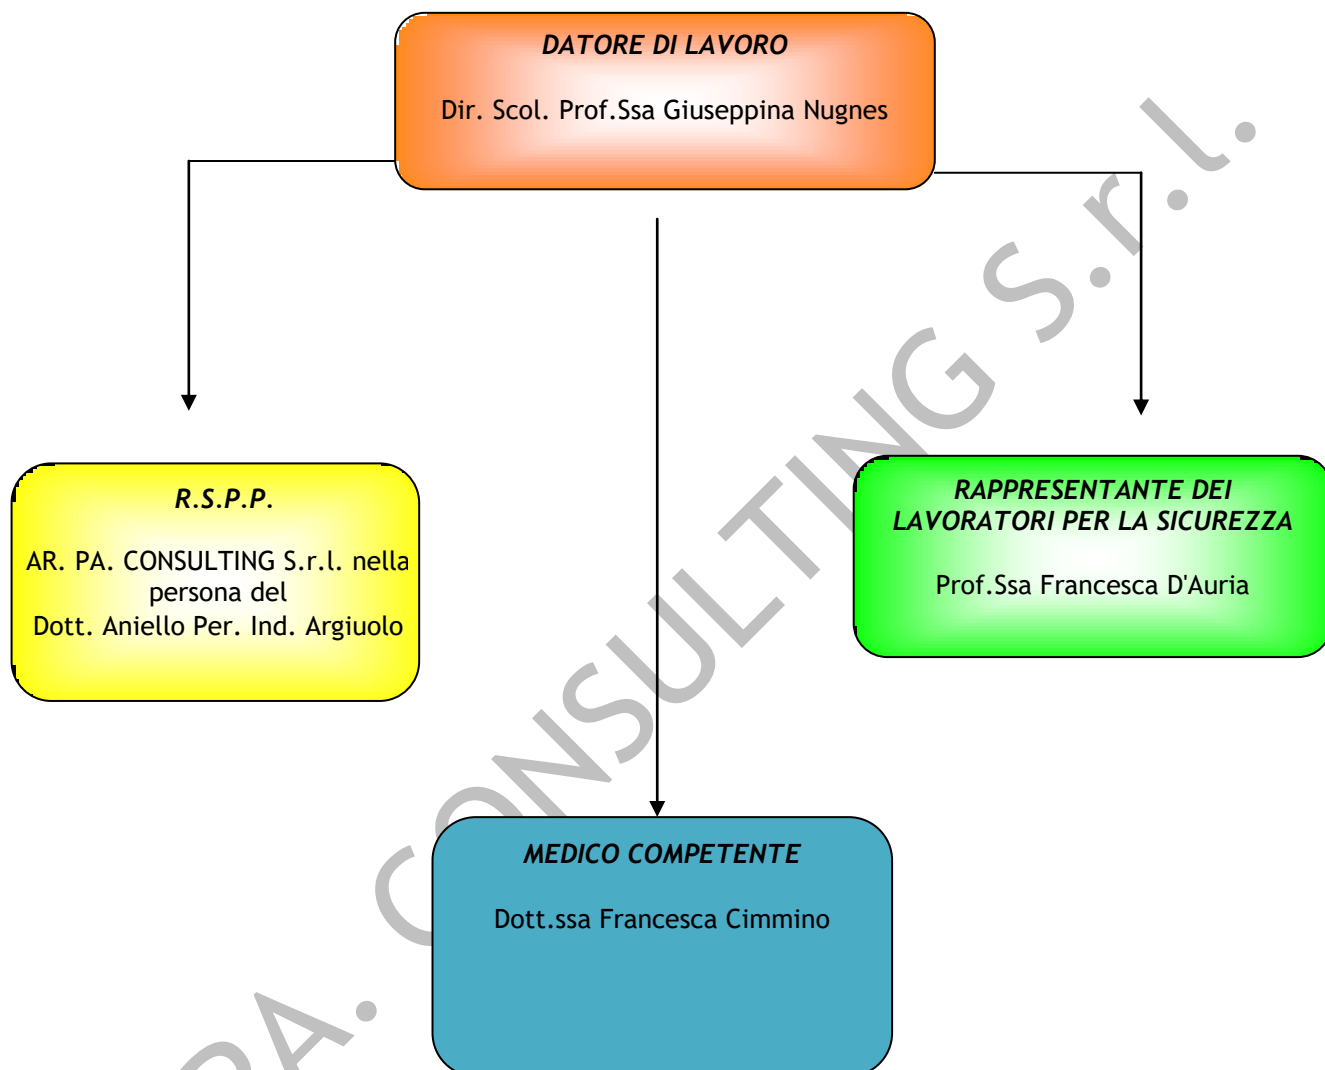 DATORE DI LAVORO
Dir. Scol. Prof.Ssa Giuseppina Nugnes
R.S.P.P.
AR. PA. CONSULTING S.r.l. nella
persona del
Dott. Aniello Per. Ind. Argiuolo
RAPPRESENTANTE DEI
LAVORATORI PER LA SICUREZZA
Prof.Ssa Francesca D'Auria
MEDICO COMPETENTE
Dott.ssa Francesca Cimmino
PA. CONSULTING S.r.l.